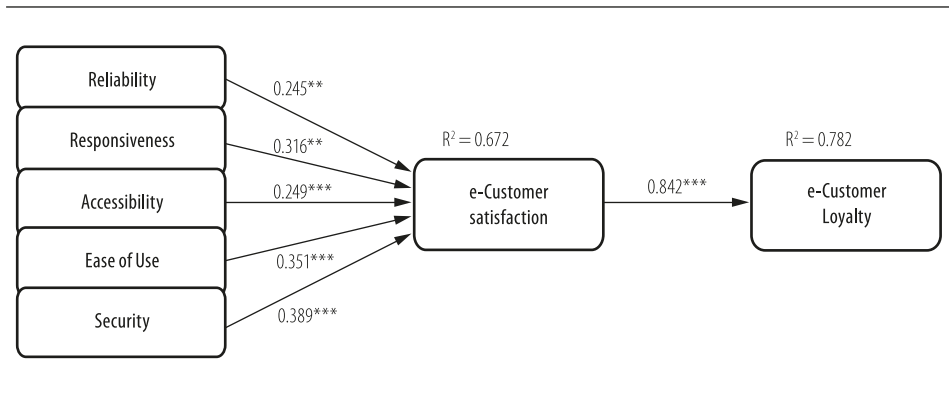 Reliability
0.245**
Responsiveness
0.316**
Accessibility
0.249***
Ease of Use
0.351***
Security
0.389***
R² = 0.672
e-Customer
satisfaction
0.842***
R² = 0.782
e-Customer
Loyalty